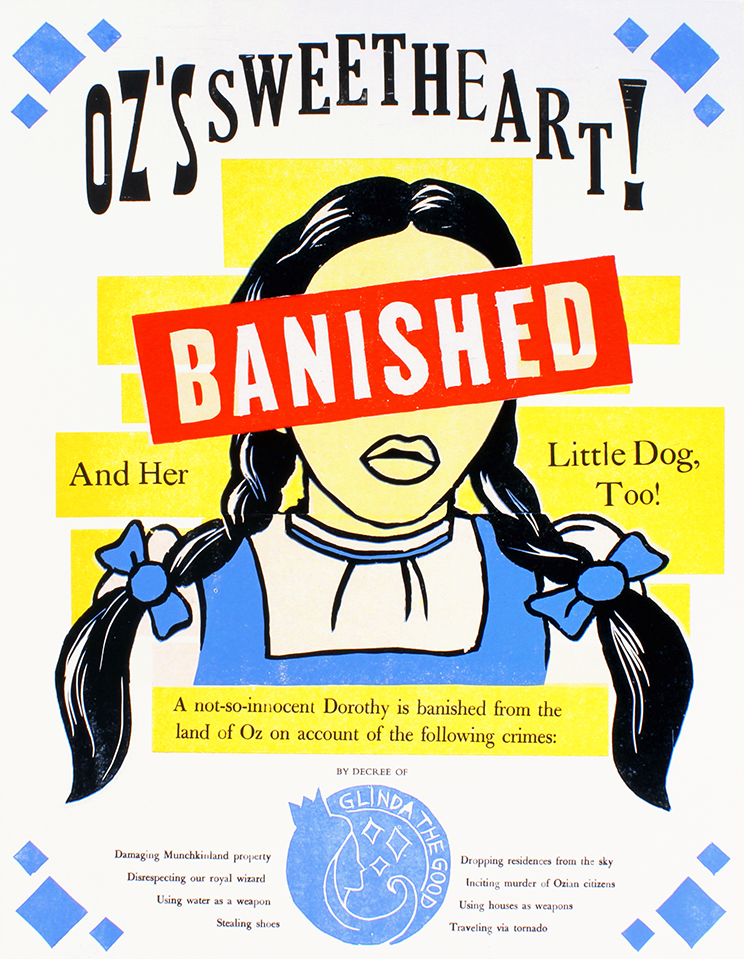 OZ'S SWEETHEART!
BANISHED
And Her
Little Dog,
Too!
A not-so-innocent Dorothy is banished from the
land of Oz on account of the following crimes:
BY DECREE OF
GLINDA THE GOOD
Damaging Munchkinland property
Disrespecting our royal wizard
Using water as a weapon
Stealing shoes
Dropping residences from the sky
Inciting murder of Ozian citizens
Using houses as weapons
Traveling via tornado